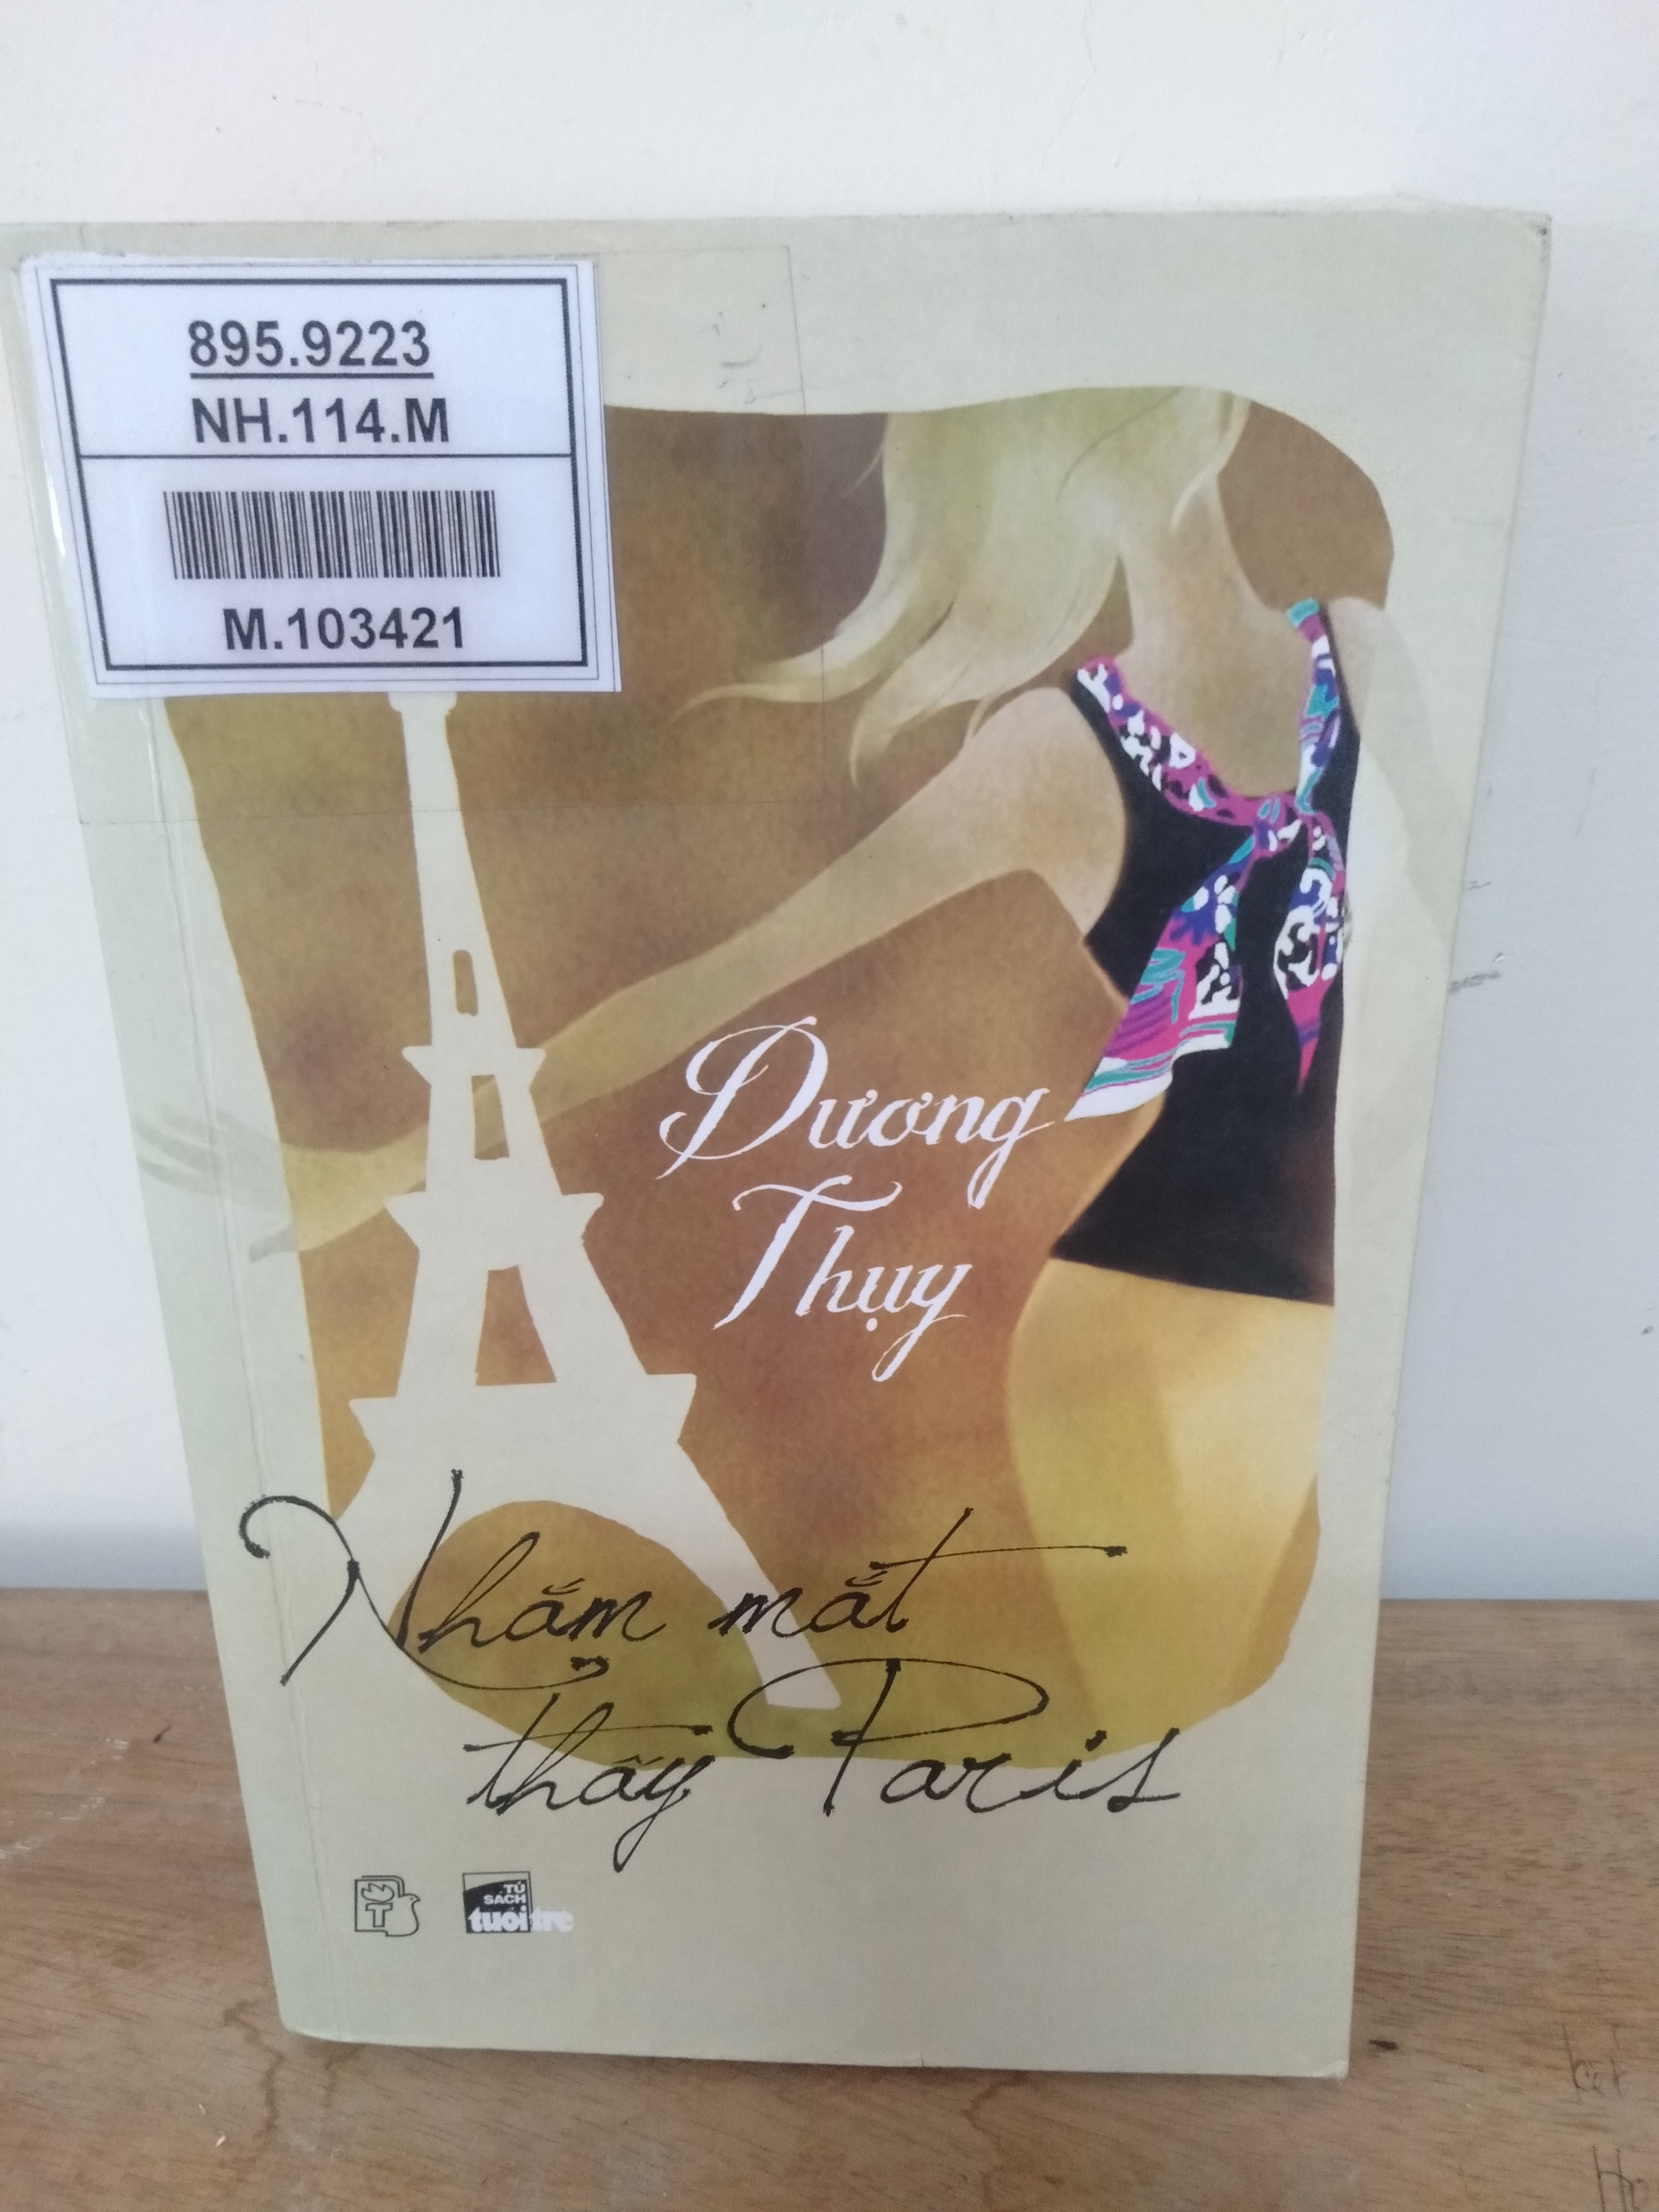 895.9223
NH.114.M
M.103421
Dương
Thụy
Nhắm mắt
thấy Paris
T
TỦ
SÁCH
tuổi trẻ